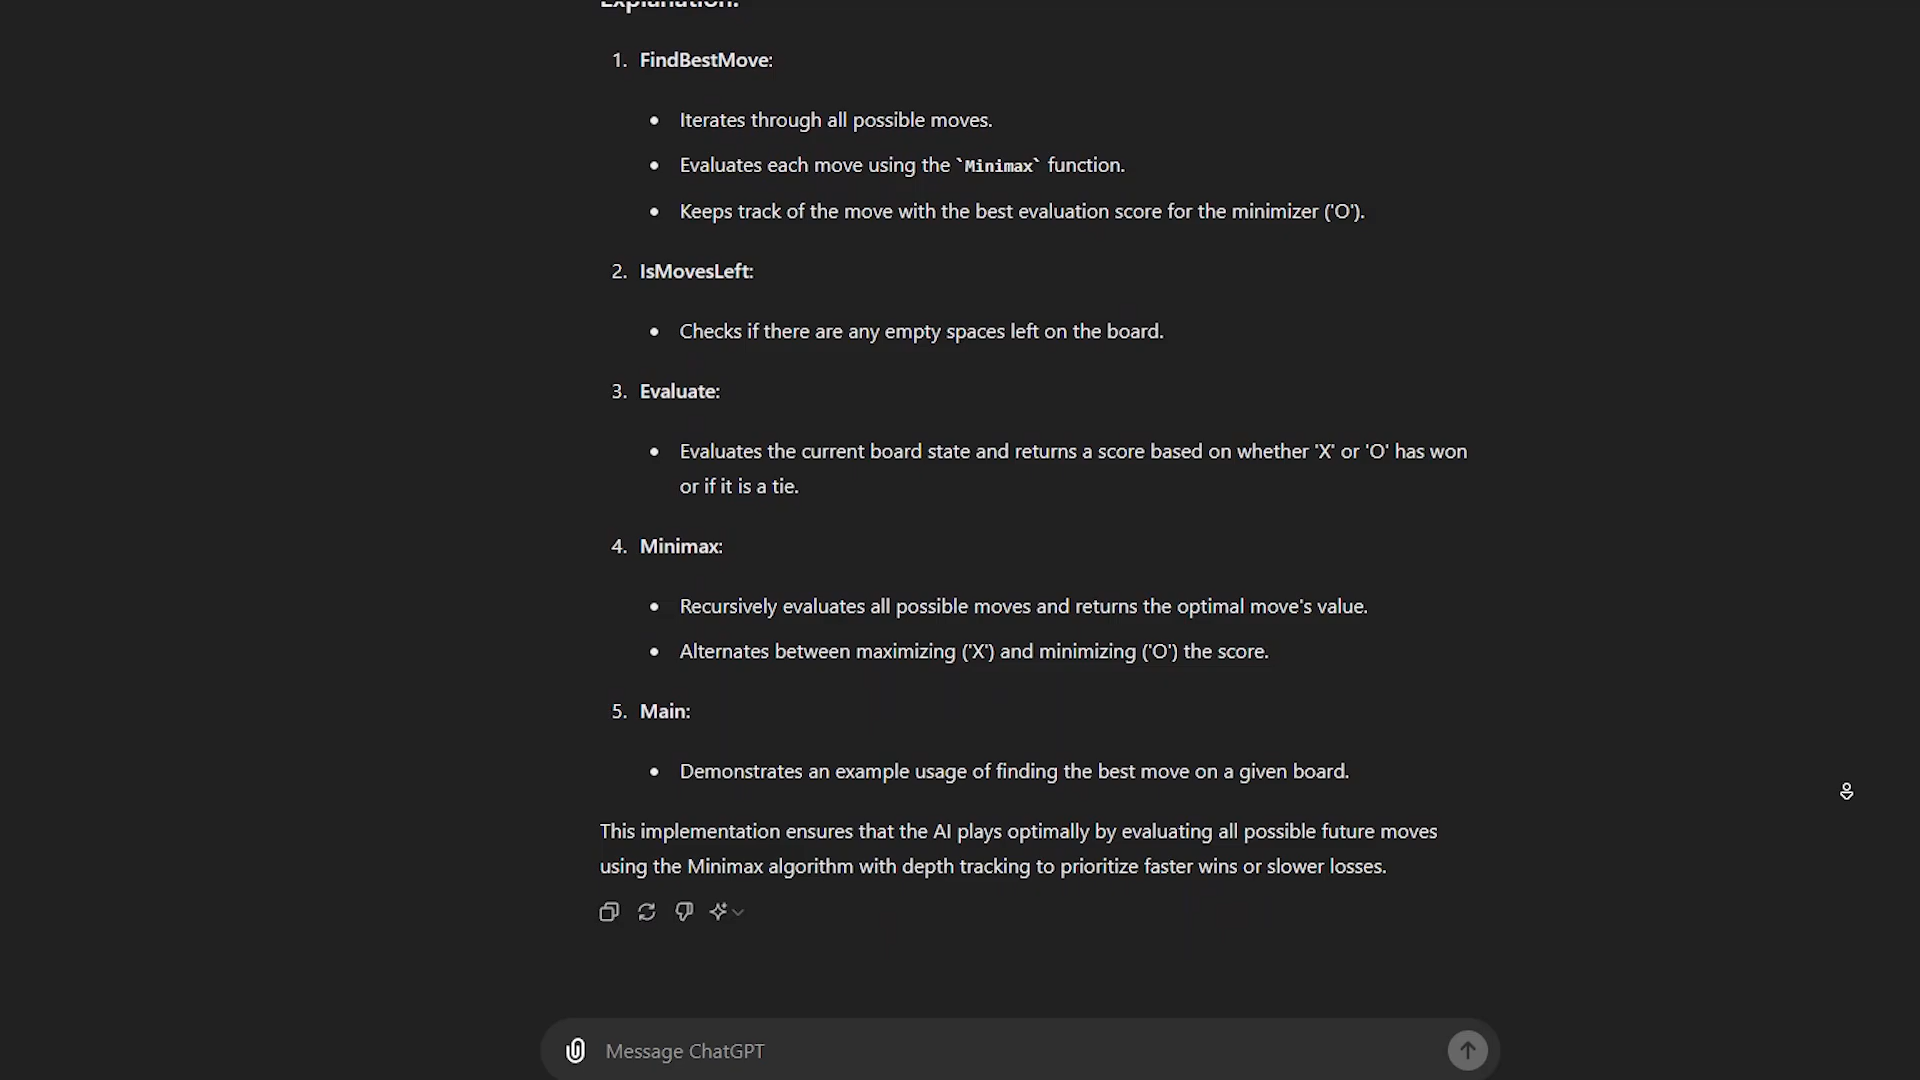 Explanation:
1. FindBestMove:
• Iterates through all possible moves.
• Evaluates each move using the `Minimax` function.
• Keeps track of the move with the best evaluation score for the minimizer ('O').
2. IsMovesLeft:
• Checks if there are any empty spaces left on the board.
3. Evaluate:
• Evaluates the current board state and returns a score based on whether 'X' or 'O' has won
or if it is a tie.
4. Minimax:
• Recursively evaluates all possible moves and returns the optimal move's value.
• Alternates between maximizing ('X') and minimizing ('O') the score.
5. Main:
• Demonstrates an example usage of finding the best move on a given board.
This implementation ensures that the AI plays optimally by evaluating all possible future moves
using the Minimax algorithm with depth tracking to prioritize faster wins or slower losses.
Message ChatGPT